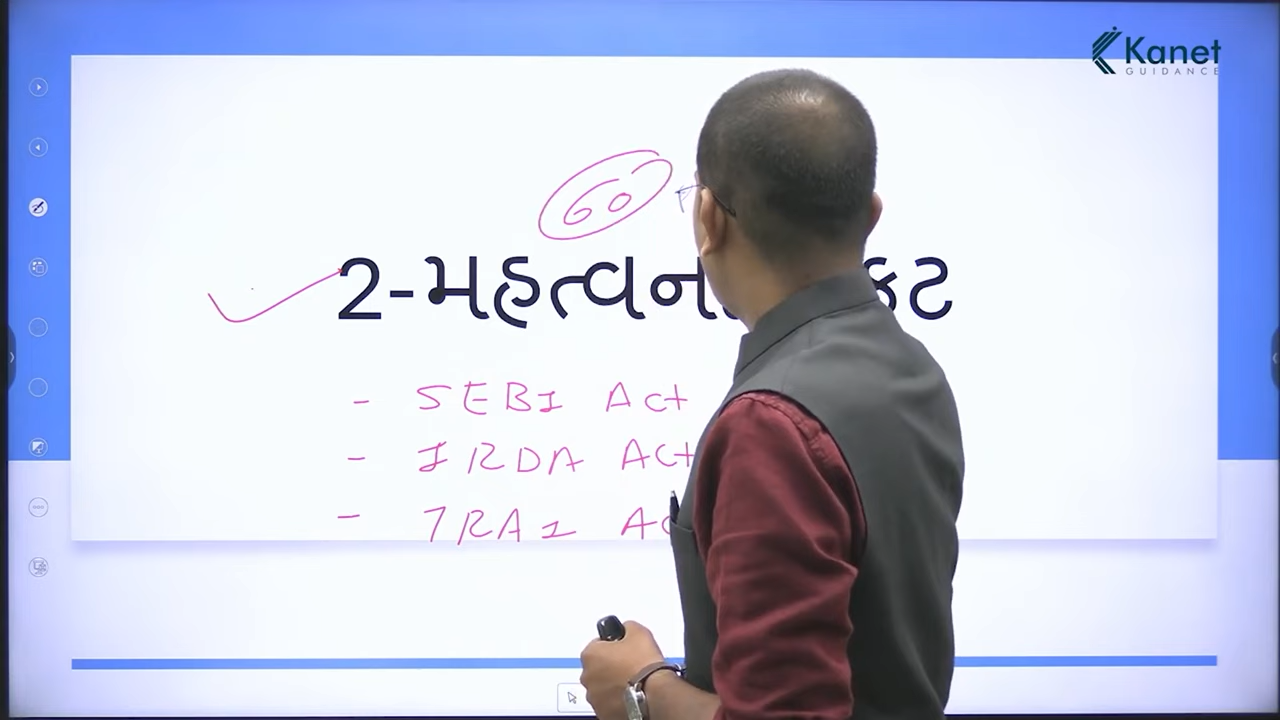 Kanet
GUIDANCE
60
2-મહત્વના
- SEBI Act
- IRDA Act
- TRAI